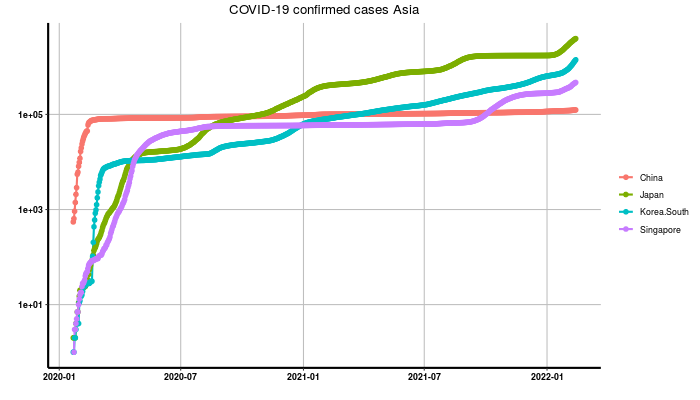 COVID-19 confirmed cases Asia
1e+05
1e+03
1e+01
2020-01 2020-07 2021-01 2021-07 2022-01
China
Japan
Korea.South
Singapore